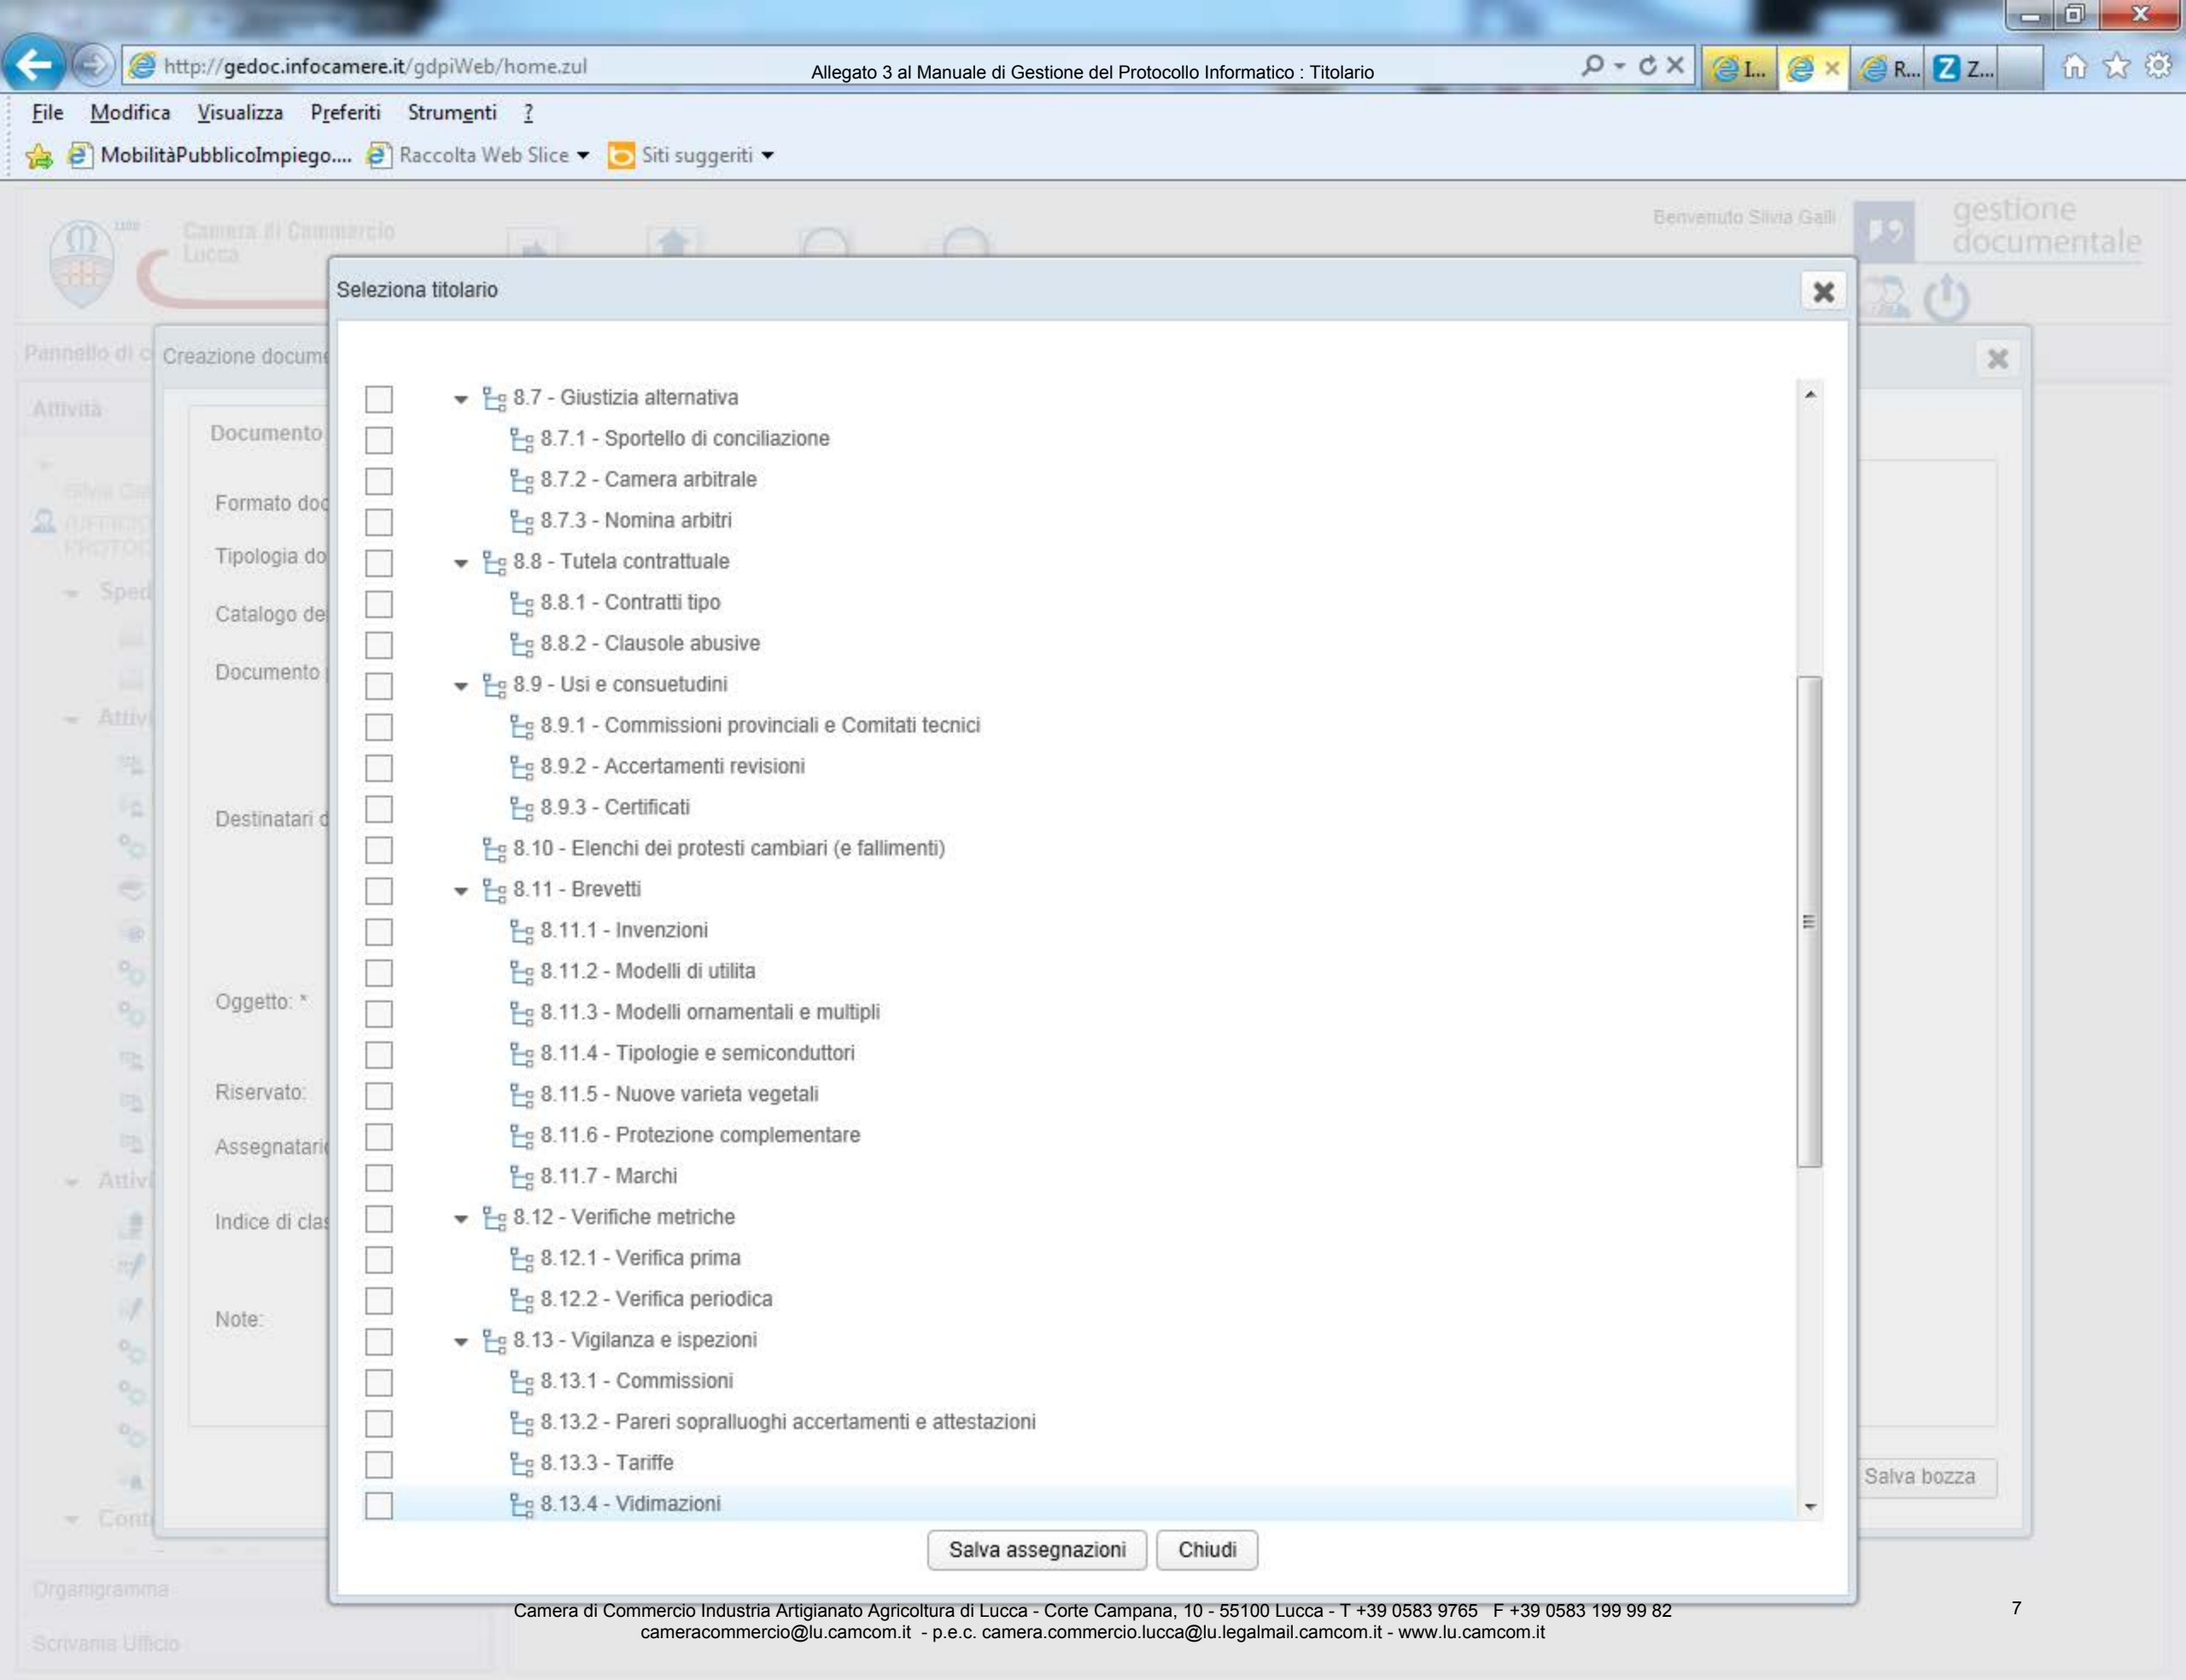 http://gedoc.infocamere.it/gdpiWeb/home.zul
Allegato 3 al Manuale di Gestione del Protocollo Informatico : Titolario
I...
R...
Z...
File Modifica Visualizza Preferiti Strumenti ?
MobilitàPubblicoImpiego.... Raccolta Web Slice Siti suggeriti
Camera di Commercio
Lucca
Benvenuto Silvia Galli
gestione
documentale
Seleziona titolario
Pannello di c
Creazione docume
Attività
Documento
Formato doc
Tipologia do
Catalogo de
Documento
Destinatari d
Oggetto: *
Riservato:
Assegnatari
Indice di clas
Note:
Sped
Attivi
Attivi
8.7 - Giustizia alternativa
8.7.1 - Sportello di conciliazione
8.7.2 - Camera arbitrale
8.7.3 - Nomina arbitri
8.8 - Tutela contrattuale
8.8.1 - Contratti tipo
8.8.2 - Clausole abusive
8.9 - Usi e consuetudini
8.9.1 - Commissioni provinciali e Comitati tecnici
8.9.2 - Accertamenti revisioni
8.9.3 - Certificati
8.10 - Elenchi dei protesti cambiari (e fallimenti)
8.11 - Brevetti
8.11.1 - Invenzioni
8.11.2 - Modelli di utilita
8.11.3 - Modelli ornamentali e multipli
8.11.4 - Tipologie e semiconduttori
8.11.5 - Nuove varieta vegetali
8.11.6 - Protezione complementare
8.11.7 - Marchi
8.12 - Verifiche metriche
8.12.1 - Verifica prima
8.12.2 - Verifica periodica
8.13 - Vigilanza e ispezioni
8.13.1 - Commissioni
8.13.2 - Pareri sopralluoghi accertamenti e attestazioni
8.13.3 - Tariffe
8.13.4 - Vidimazioni
Salva bozza
Salva assegnazioni Chiudi
Organigramma
Camera di Commercio Industria Artigianato Agricoltura di Lucca - Corte Campana, 10 - 55100 Lucca - T +39 0583 9765 F +39 0583 199 99 82
7
cameracommercio@lu.camcom.it - p.e.c. camera.commercio.lucca@lu.legalmail.camcom.it - www.lu.camcom.it
Scrivania Ufficio